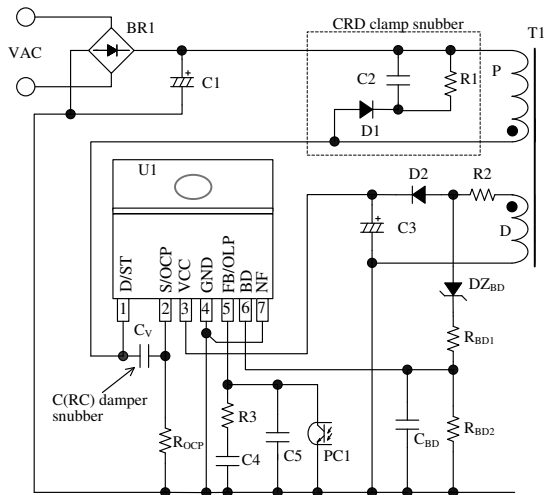 CRD clamp snubber
T1
BR1
VAC
C1
C2
R1
P
D1
U1
D2
R2
C3
D
D/ST
S/OCP
VCC
GND
FB/OLP
BD
NF
1 2 3 4 5 6 7
DZBD
CV
RBD1
C(RC) damper
snubber
ROCP
R3
C4
C5
PC1
CBD
RBD2